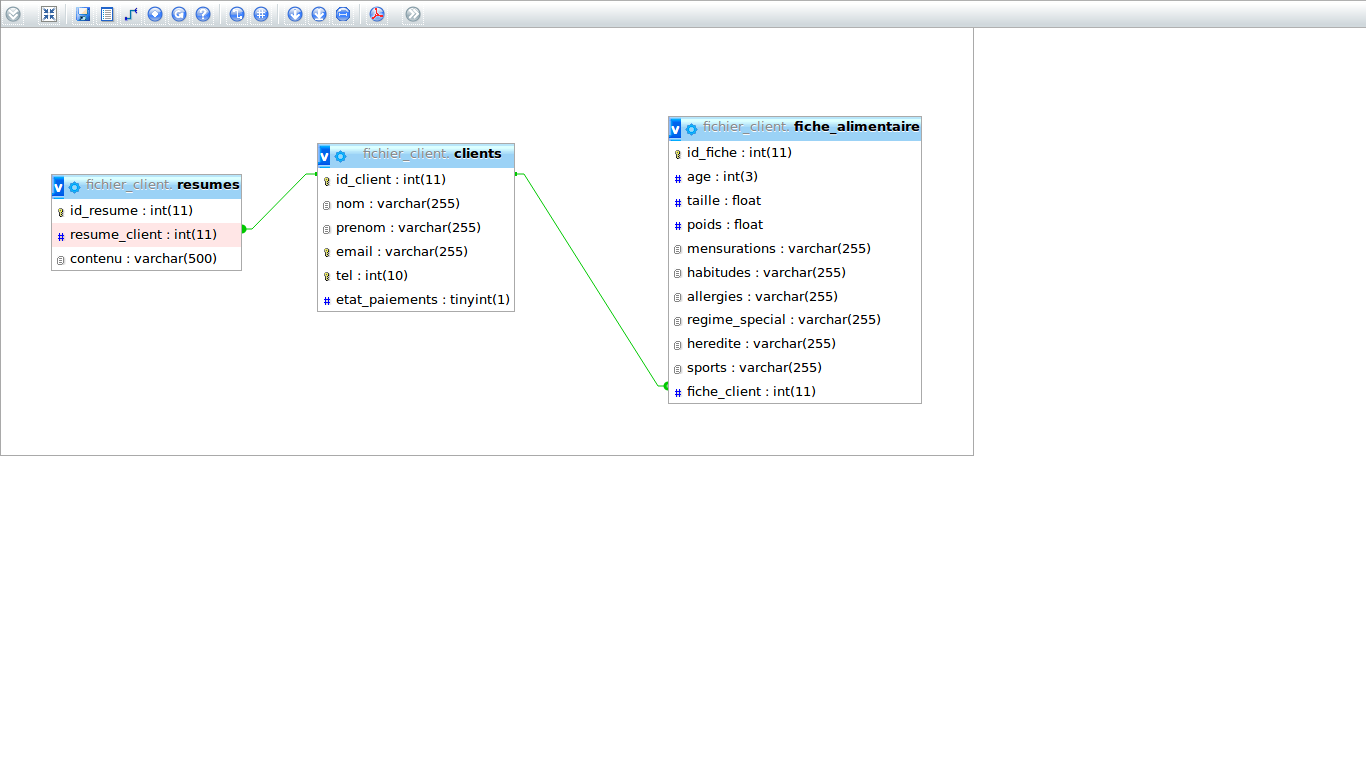 fichier_client. resumes
id_resume : int(11)
resume_client : int(11)
contenu : varchar(500)
fichier_client. clients
id_client : int(11)
nom : varchar(255)
prenom : varchar(255)
email : varchar(255)
tel : int(10)
etat_paiements : tinyint(1)
fichier_client. fiche_alimentaire
id_fiche : int(11)
age : int(3)
taille : float
poids : float
mensurations : varchar(255)
habitudes : varchar(255)
allergies : varchar(255)
regime_special : varchar(255)
heredite : varchar(255)
sports : varchar(255)
fiche_client : int(11)